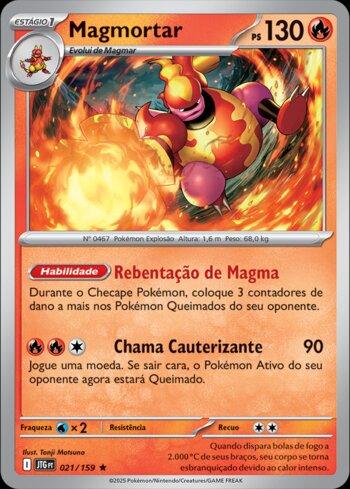 ESTÁGIO 1
Magmortar
PS 130
Evolui de Magmar
Nº 0467 Pokémon Explosão Altura: 1,6 m Peso: 68,0 kg
Habilidade Rebentação de Magma
Durante o Checape Pokémon, coloque 3 contadores de
dano a mais nos Pokémon Queimados do seu oponente.
Chama Cauterizante 90
Jogue uma moeda. Se sair cara, o Pokémon Ativo do seu
oponente agora estará Queimado.
Fraqueza ×2 Resistência Recuo
Ilust. Tonji Matsuno
I JTG PT 021/159 ★
Quando dispara bolas de fogo a
2.000 °C de seus braços, seu corpo se torna
esbranquiçado devido ao calor intenso.
©2025 Pokémon/Nintendo/Creatures/GAME FREAK